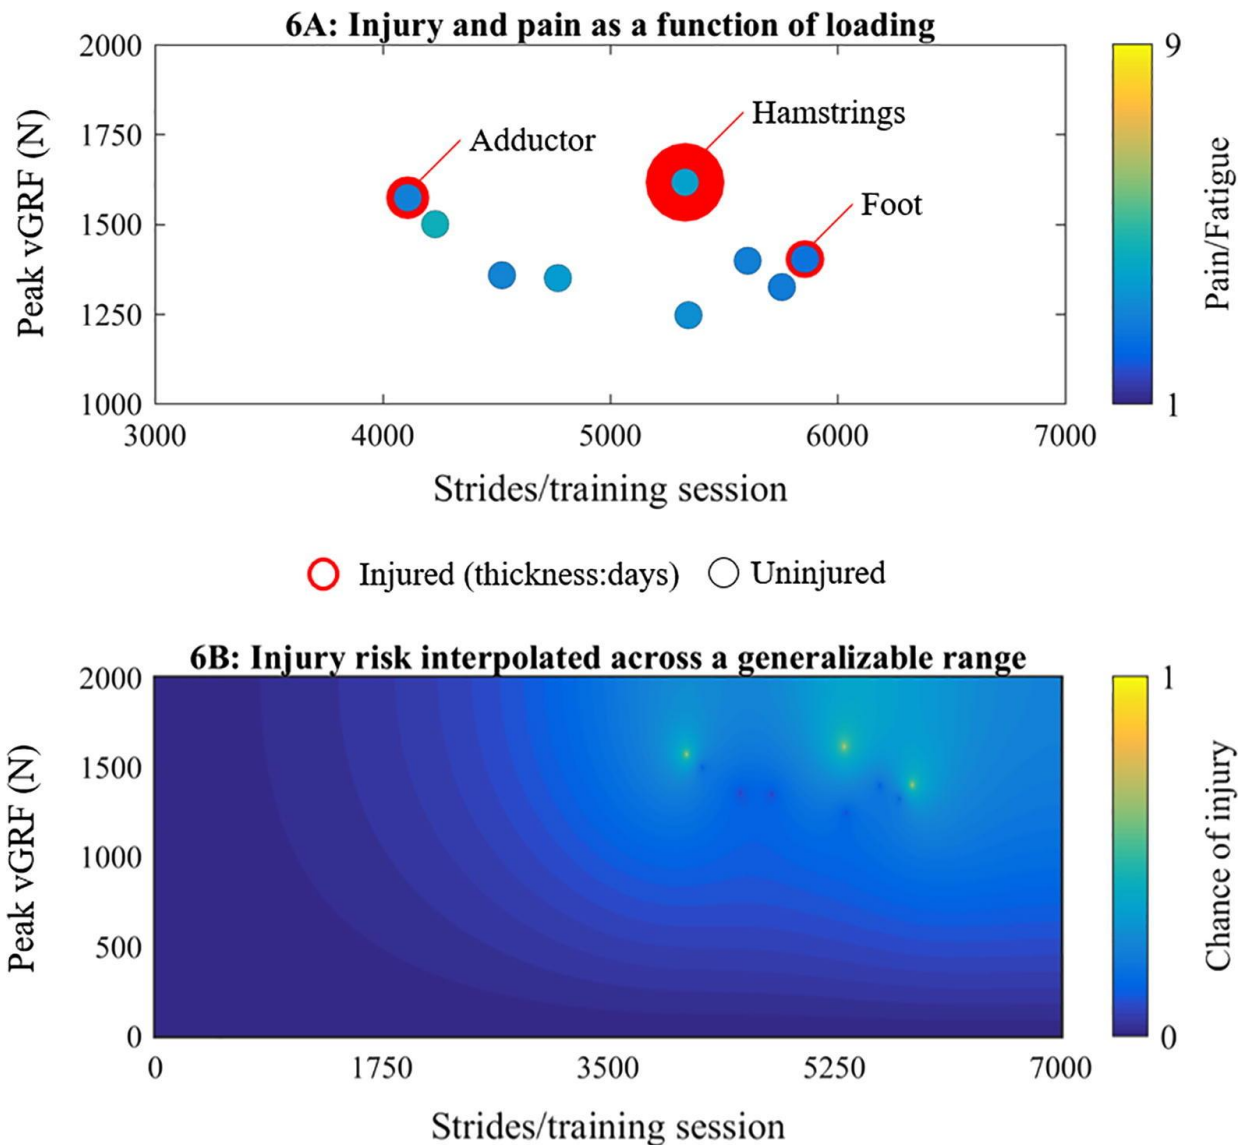 6A: Injury and pain as a function of loading
2000
1750
1500
1250
1000
Peak vGRF (N)
Adductor
Hamstrings
Foot
3000
4000
5000
6000
7000
Strides/training session
9
1
Pain/Fatigue
Injured (thickness:days)
Uninjured
6B: Injury risk interpolated across a generalizable range
2000
1500
1000
500
0
Peak vGRF (N)
0
1750
3500
5250
7000
Strides/training session
1
0
Chance of injury